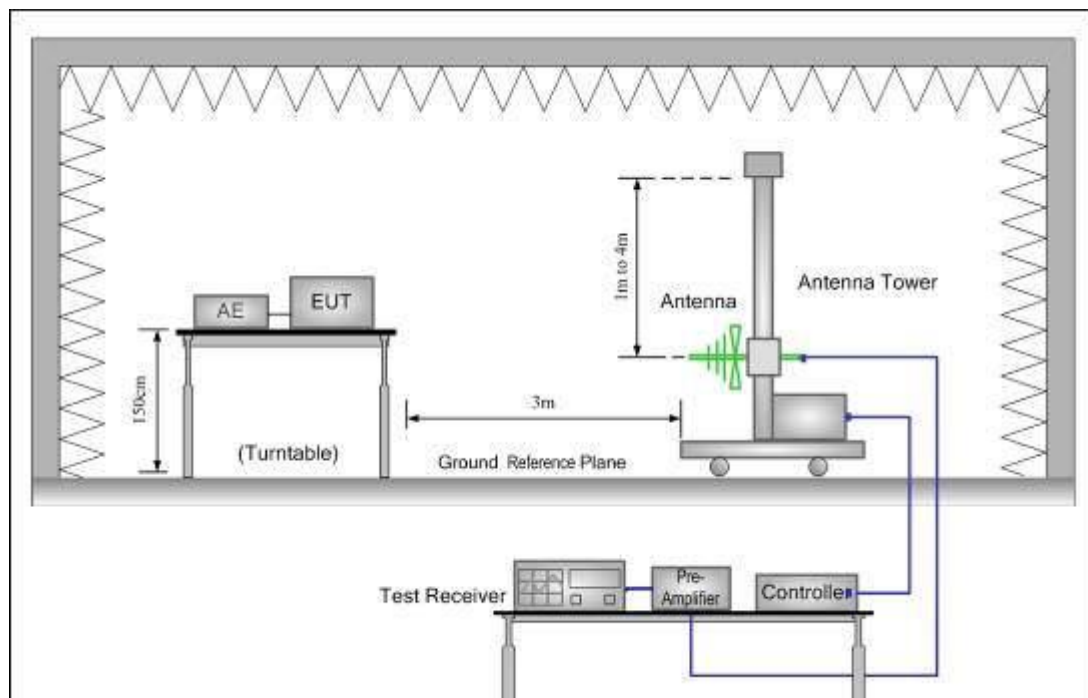 1m to 4m
Antenna Tower
Antenna
AE
EUT
150cm
3m
(Turntable)
Ground Reference Plane
Test Receiver
Pre-
Amplifier
Controlle